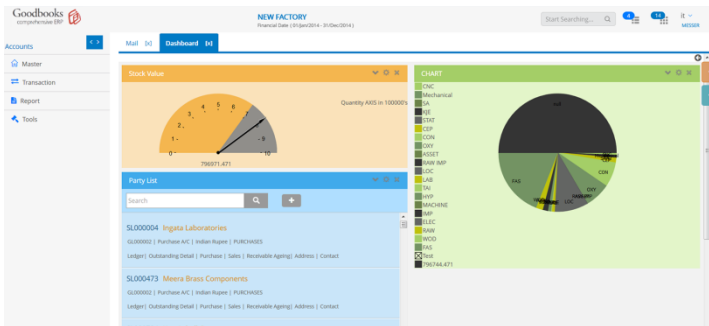 Goodbooks
comprehensive ERP
NEW FACTORY
Financial Date ( 01/Jan/2014 - 31/Dec/2014 )
Start Searching...
4
14
it
MESSER
Accounts
< >
Mail [x] Dashboard [x]
Master
Transaction
Report
Tools
Stock Value
Quantity AXIS in 100000's
0 -
1 -
2
3
4
5
6
- 9
- 10
796971.471
Party List
Search
SL000004 Ingata Laboratories
GL000002 | Purchase A/C | Indian Rupee | PURCHASES
Ledger| Outstanding Detail | Purchase | Sales | Receivable Ageing| Address | Contact
SL000473 Meera Brass Components
GL000002 | Purchase A/C | Indian Rupee | PURCHASES
Ledger| Outstanding Detail | Purchase | Sales | Receivable Ageing| Address | Contact
CHART
CNC
Mechanical
SA
KJE
STAT
CEP
CON
OXY
ASSET
RAW IMP
LOC
LAB
TAI
HYP
MACHINE
IMP
ELEC
RAW
WOD
FAS
Test
796744.471
null
CON
OXY
LOC
FAS